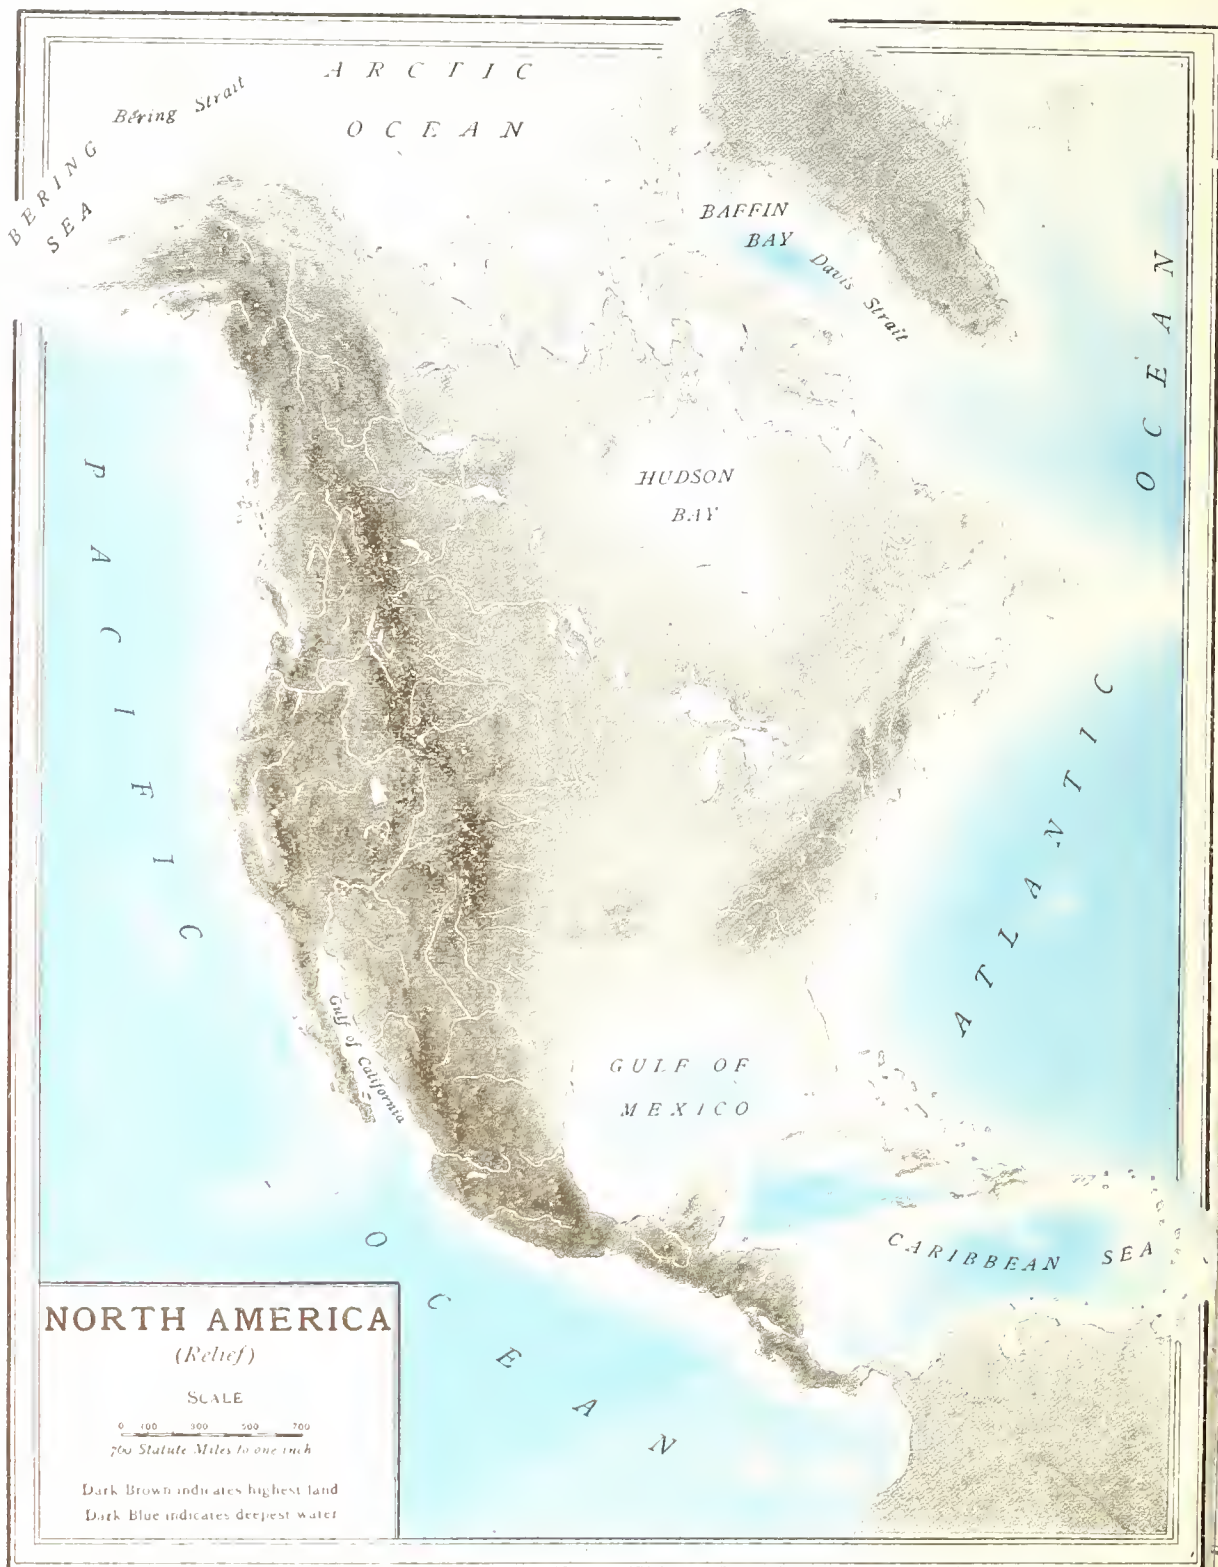 ARCTIC
OCEAN
Bering Strait
BERING
SEA
BAFFIN
BAY
Davis Strait
HUDSON
BAY
PACIFIC
OCEAN
ATLANTIC
OCEAN
Gulf of California
GULF OF
MEXICO
CARIBBEAN SEA
NORTH AMERICA
(Relief)
SCALE
0 100 300 500 700
700 Statute Miles to one inch
Dark Brown indicates highest land
Dark Blue indicates deepest water